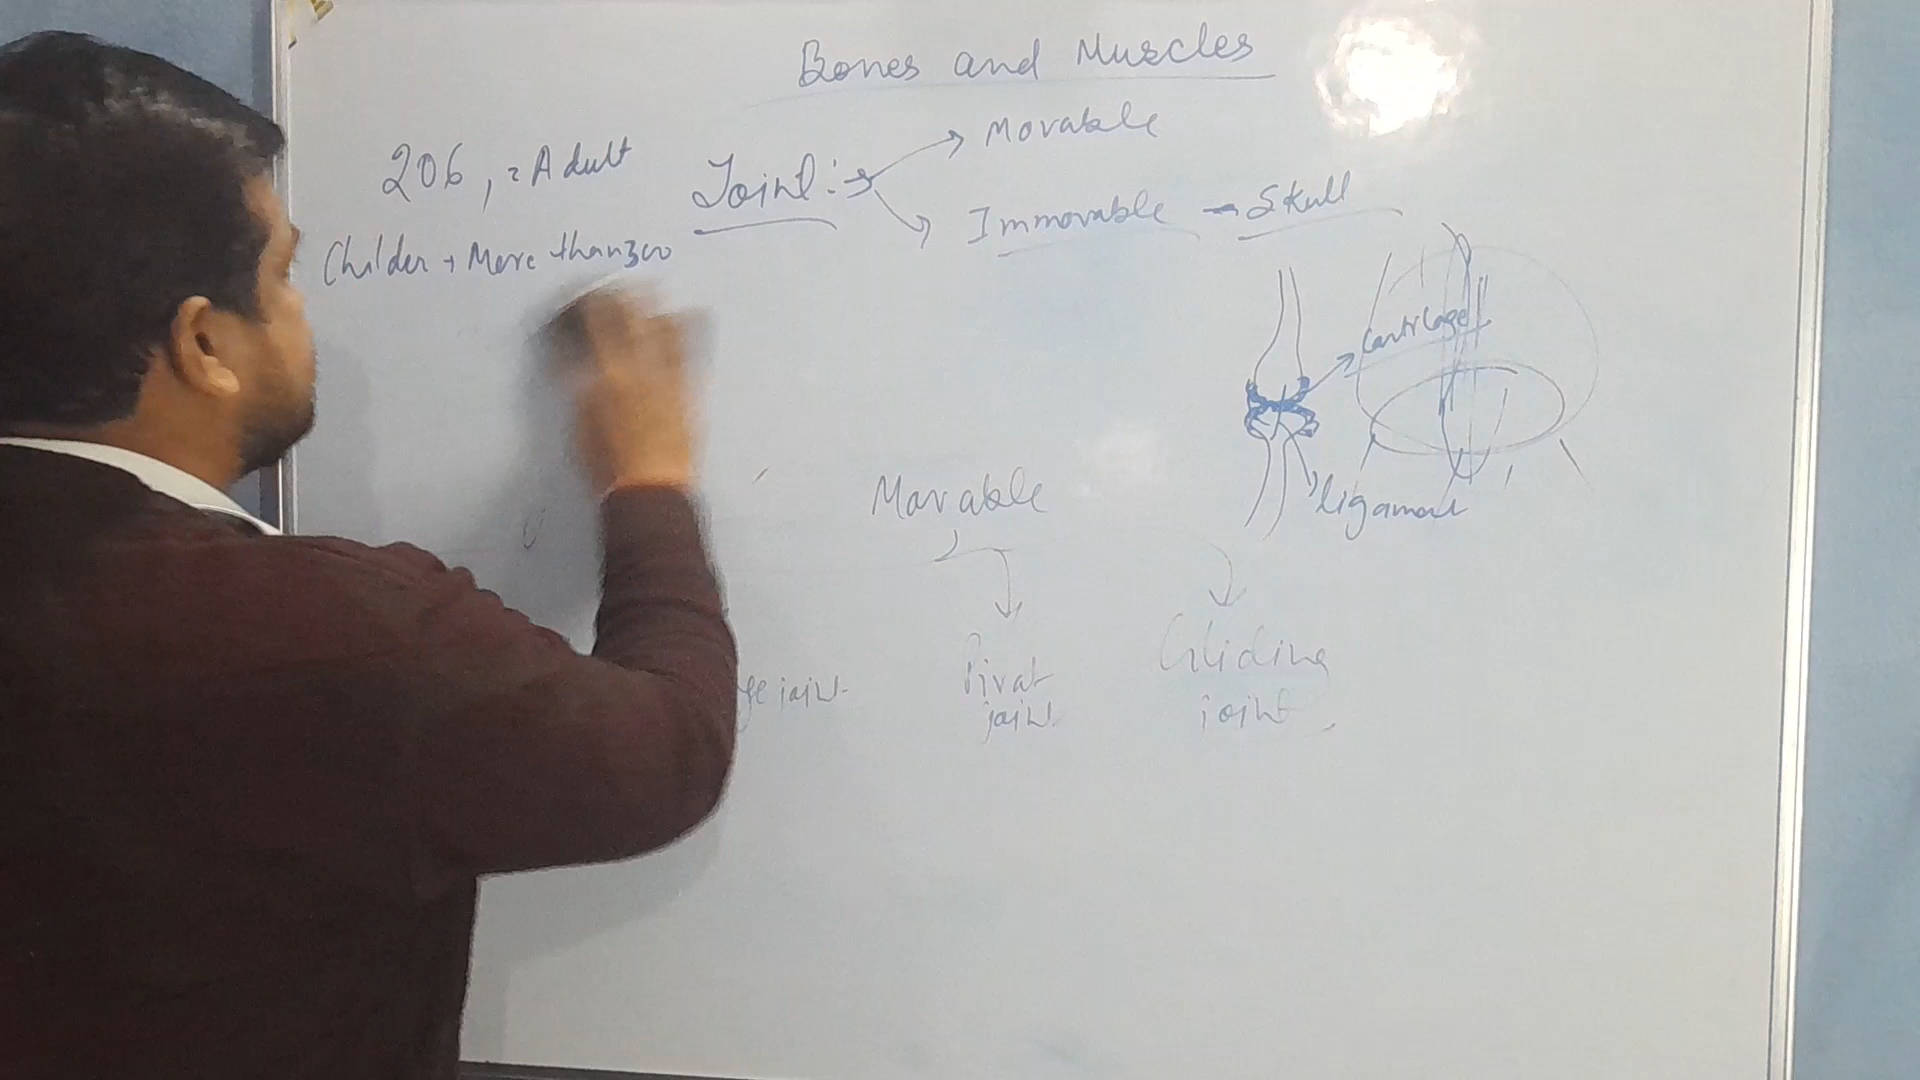 Bones and Muscles
206, = Adult
Joint :→
Movable
Immovable - Skull
Childen → More than 300
Cartilage
ligament
Movable
joint
Pivot
joint
Gliding
joint